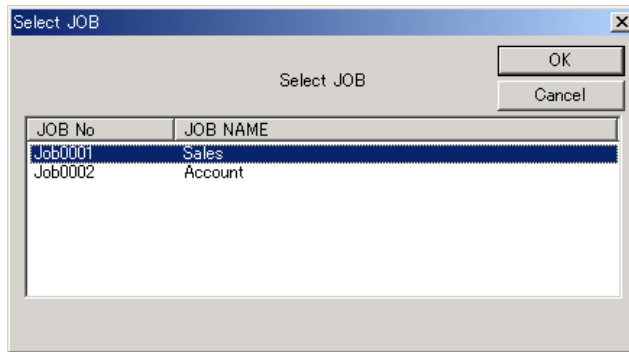 Select JOB
OK
Select JOB
Cancel
JOB No JOB NAME
Job0001 Sales
Job0002 Account